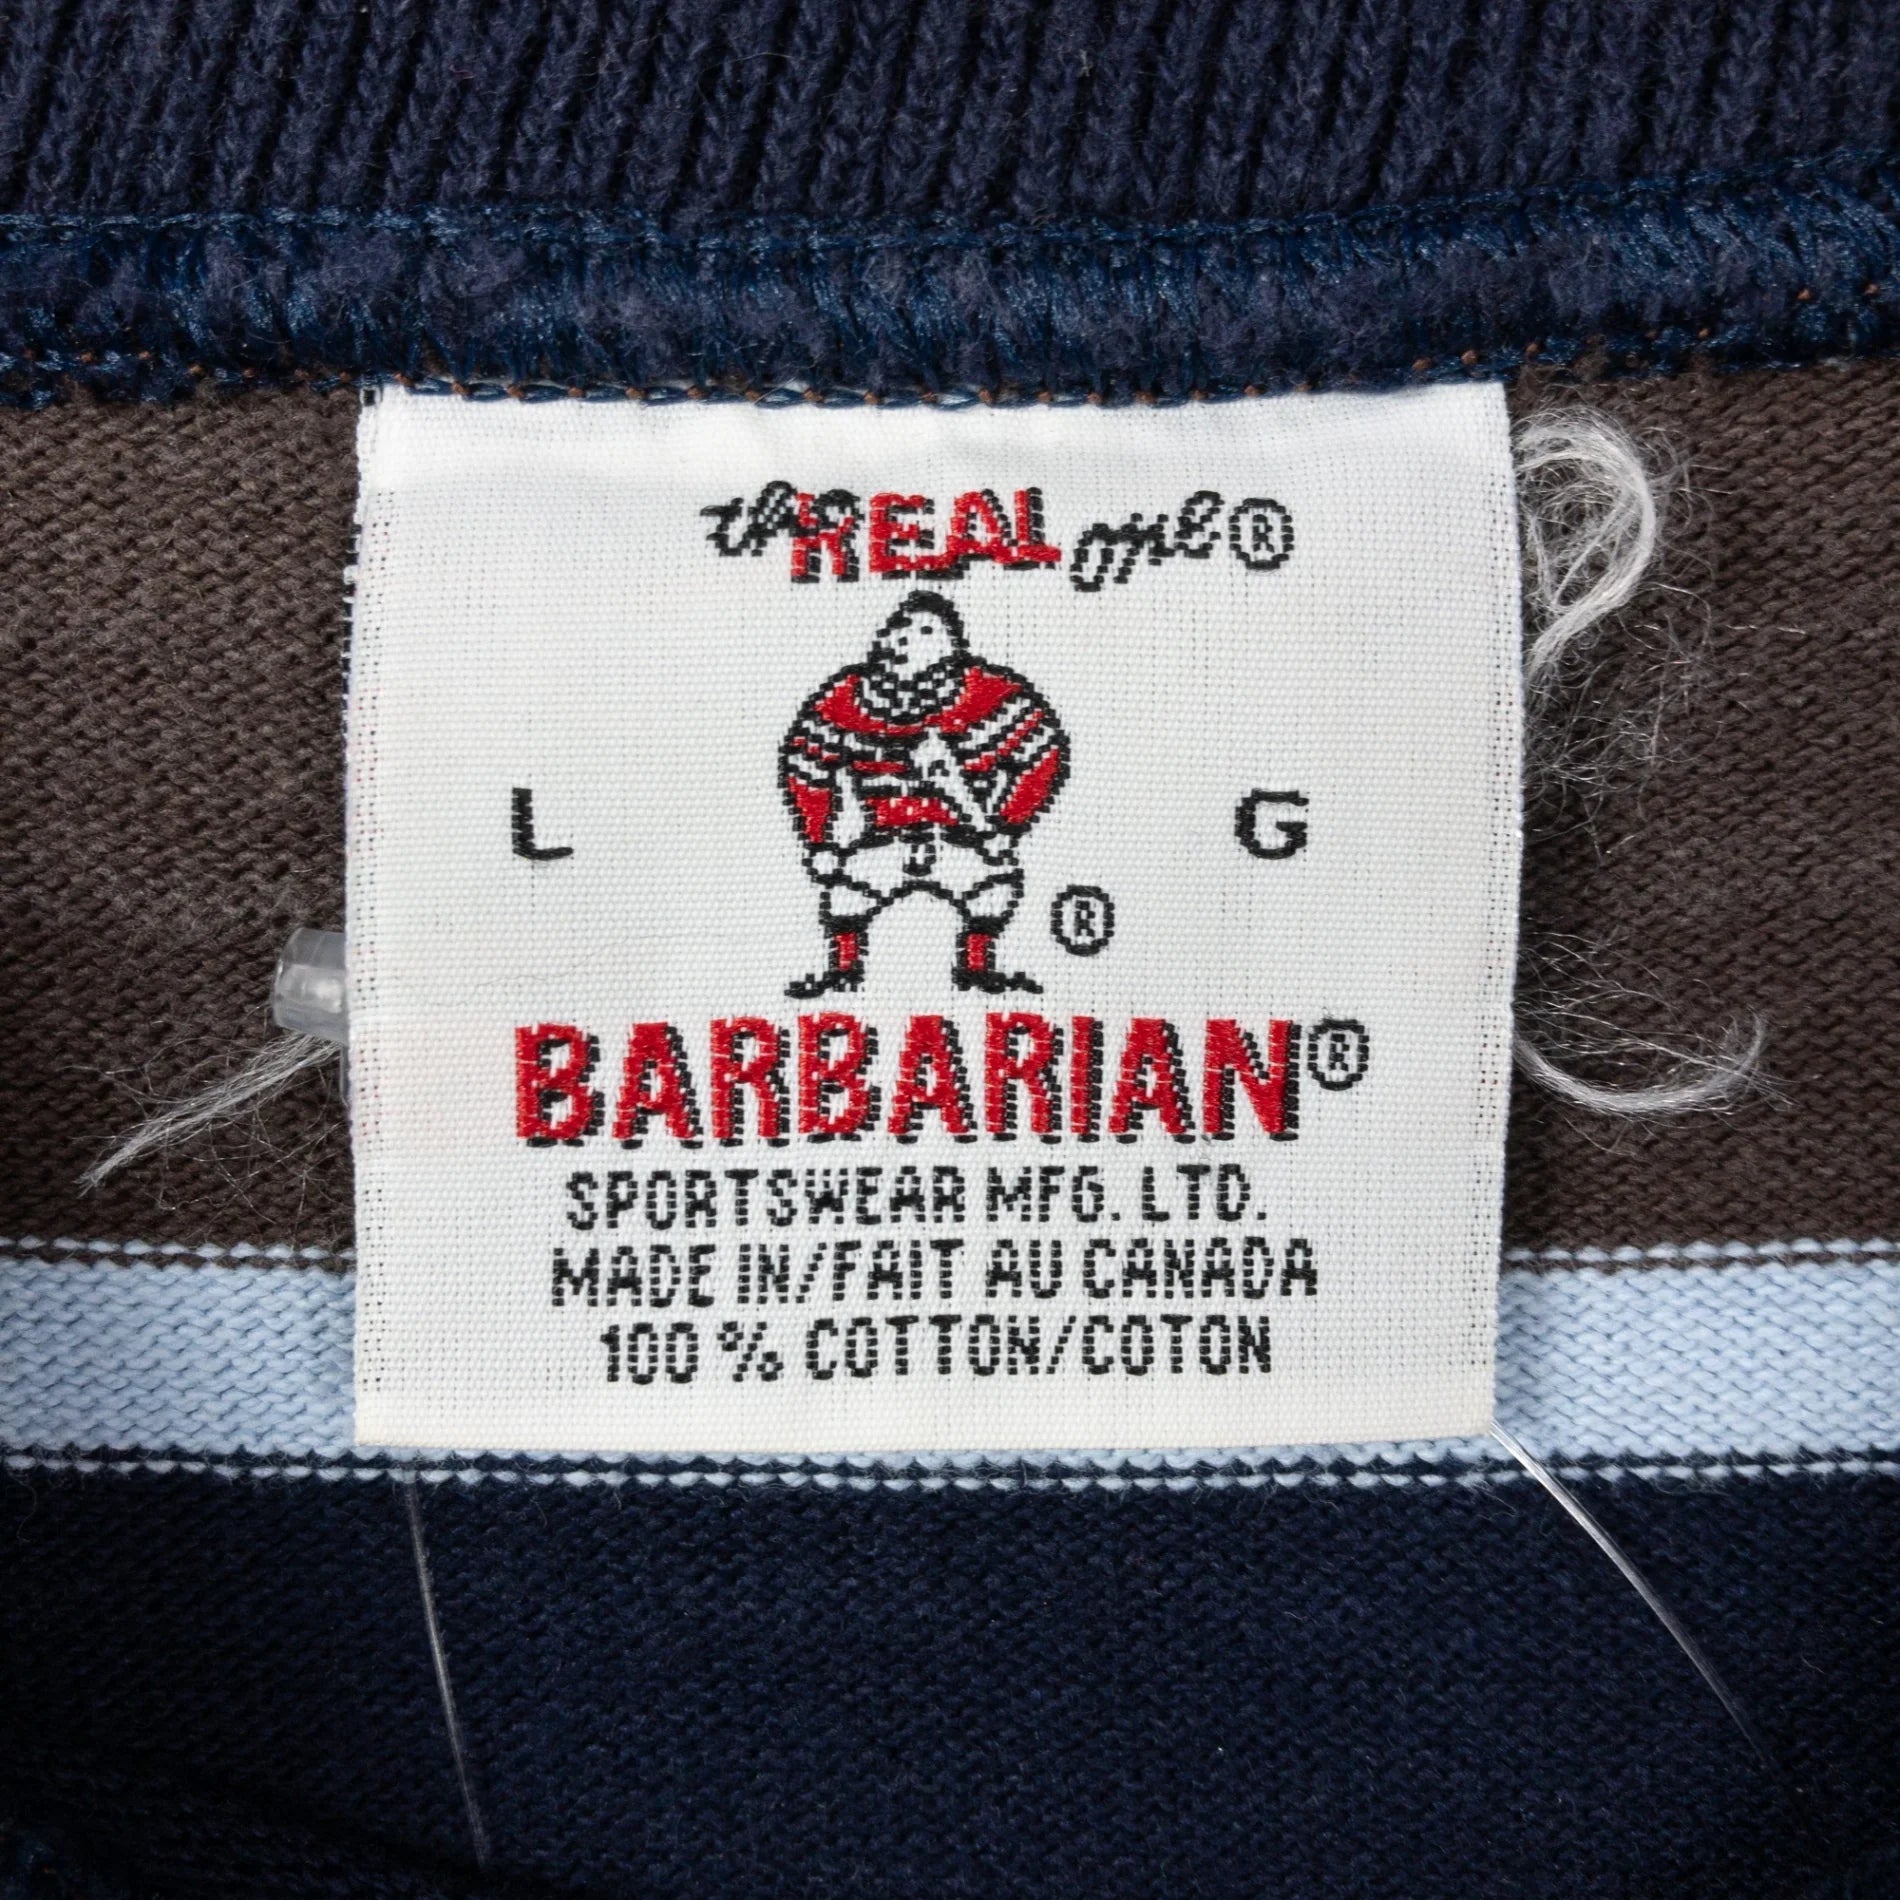 the REAL one®
L G
®
BARBARIAN®
SPORTSWEAR MFG. LTD.
MADE IN/FAIT AU CANADA
100% COTTON/COTON